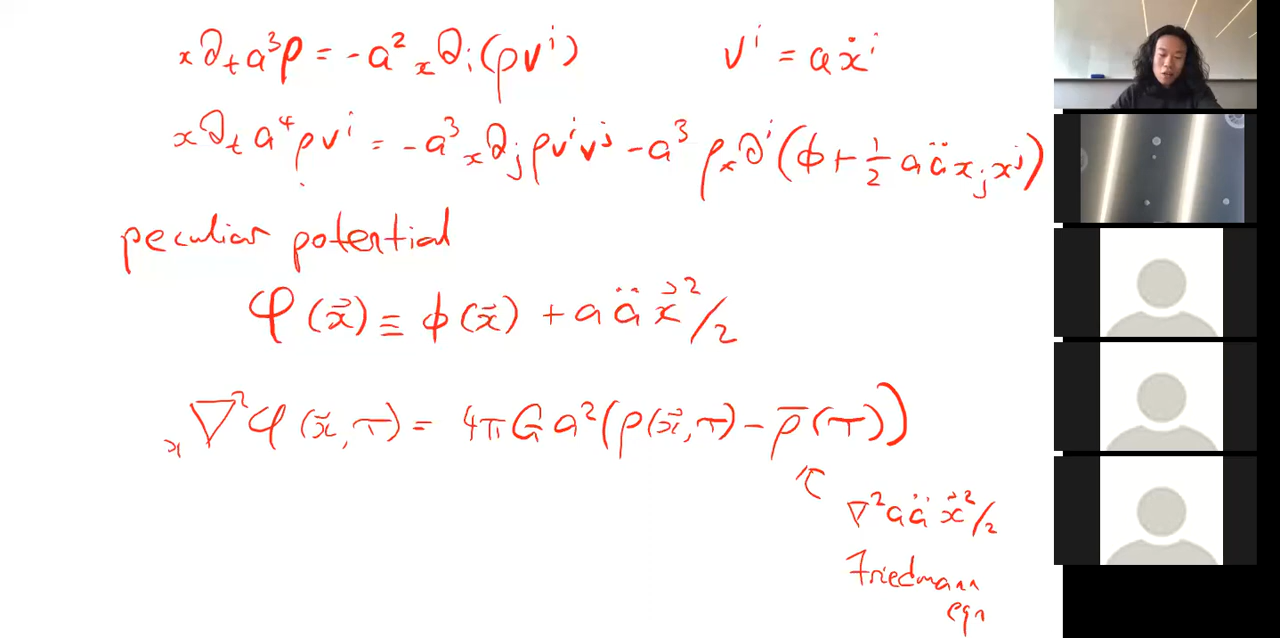 ₓ∂ₜa³ρ = -a² ₓ∂ᵢ(ρvⁱ)    vⁱ = aẋⁱ
ₓ∂ₜa⁴ρvⁱ = -a³ ₓ∂ⱼρvⁱvʲ - a³ρₓ∂ⁱ(ϕ + ½aäxⱼxʲ)
peculiar potential
φ(x⃗) ≡ ϕ(x⃗) + aäx⃗²/2
ₓ∇²φ(x⃗,τ) = 4πGa²(ρ(x⃗,τ) - ρ̄(τ))
∇²aäx⃗²/2
Friedmann
eqn